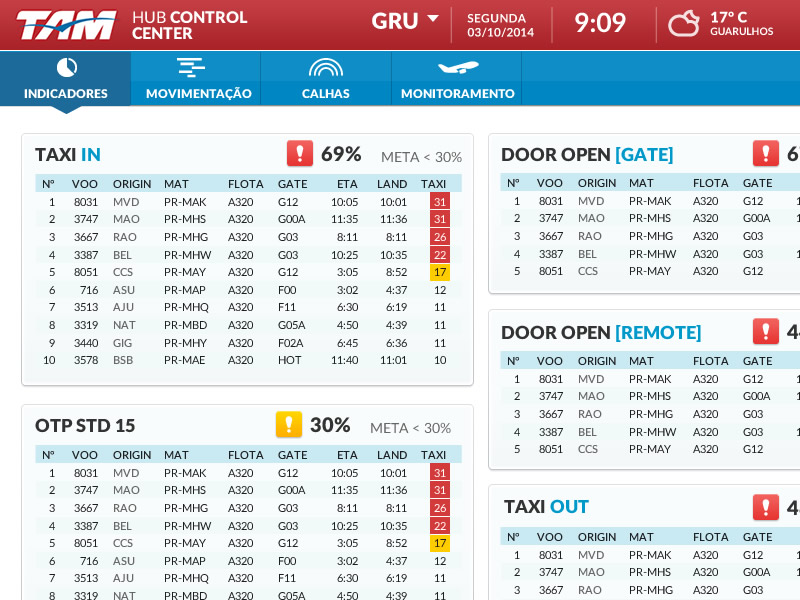 TAM HUB CONTROL CENTER
GRU
SEGUNDA
03/10/2014
9:09
17° C
GUARULHOS
INDICADORES MOVIMENTAÇÃO CALHAS MONITORAMENTO
TAXI IN 69% META < 30%
Nº VOO ORIGIN MAT FLOTA GATE ETA LAND TAXI
1 8031 MVD PR-MAK A320 G12 10:05 10:01 31
2 3747 MAO PR-MHS A320 G00A 11:35 11:36 31
3 3667 RAO PR-MHG A320 G03 8:11 8:11 26
4 3387 BEL PR-MHW A320 G03 10:25 10:35 22
5 8051 CCS PR-MAY A320 G12 3:05 8:52 17
6 716 ASU PR-MAP A320 F00 3:02 4:37 12
7 3513 AJU PR-MHQ A320 F11 6:30 6:19 11
8 3319 NAT PR-MBD A320 G05A 4:50 4:39 11
9 3440 GIG PR-MHY A320 F02A 6:45 6:36 11
10 3578 BSB PR-MAE A320 HOT 11:40 11:01 10
OTP STD 15 30% META < 30%
Nº VOO ORIGIN MAT FLOTA GATE ETA LAND TAXI
1 8031 MVD PR-MAK A320 G12 10:05 10:01 31
2 3747 MAO PR-MHS A320 G00A 11:35 11:36 31
3 3667 RAO PR-MHG A320 G03 8:11 8:11 26
4 3387 BEL PR-MHW A320 G03 10:25 10:35 22
5 8051 CCS PR-MAY A320 G12 3:05 8:52 17
6 716 ASU PR-MAP A320 F00 3:02 4:37 12
7 3513 AJU PR-MHQ A320 F11 6:30 6:19 11
8 3319 NAT PR-MBD A320 G05A 4:50 4:39 11
DOOR OPEN [GATE]
Nº VOO ORIGIN MAT FLOTA GATE
1 8031 MVD PR-MAK A320 G12
2 3747 MAO PR-MHS A320 G00A
3 3667 RAO PR-MHG A320 G03
4 3387 BEL PR-MHW A320 G03
5 8051 CCS PR-MAY A320 G12
DOOR OPEN [REMOTE]
Nº VOO ORIGIN MAT FLOTA GATE
1 8031 MVD PR-MAK A320 G12
2 3747 MAO PR-MHS A320 G00A
3 3667 RAO PR-MHG A320 G03
4 3387 BEL PR-MHW A320 G03
5 8051 CCS PR-MAY A320 G12
TAXI OUT
Nº VOO ORIGIN MAT FLOTA GATE
1 8031 MVD PR-MAK A320 G12
2 3747 MAO PR-MHS A320 G00A
3 3667 RAO PR-MHG A320 G03